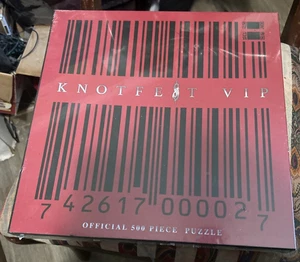 KNOTFEST VIP
7 42617 00002 7
OFFICIAL 500 PIECE PUZZLE